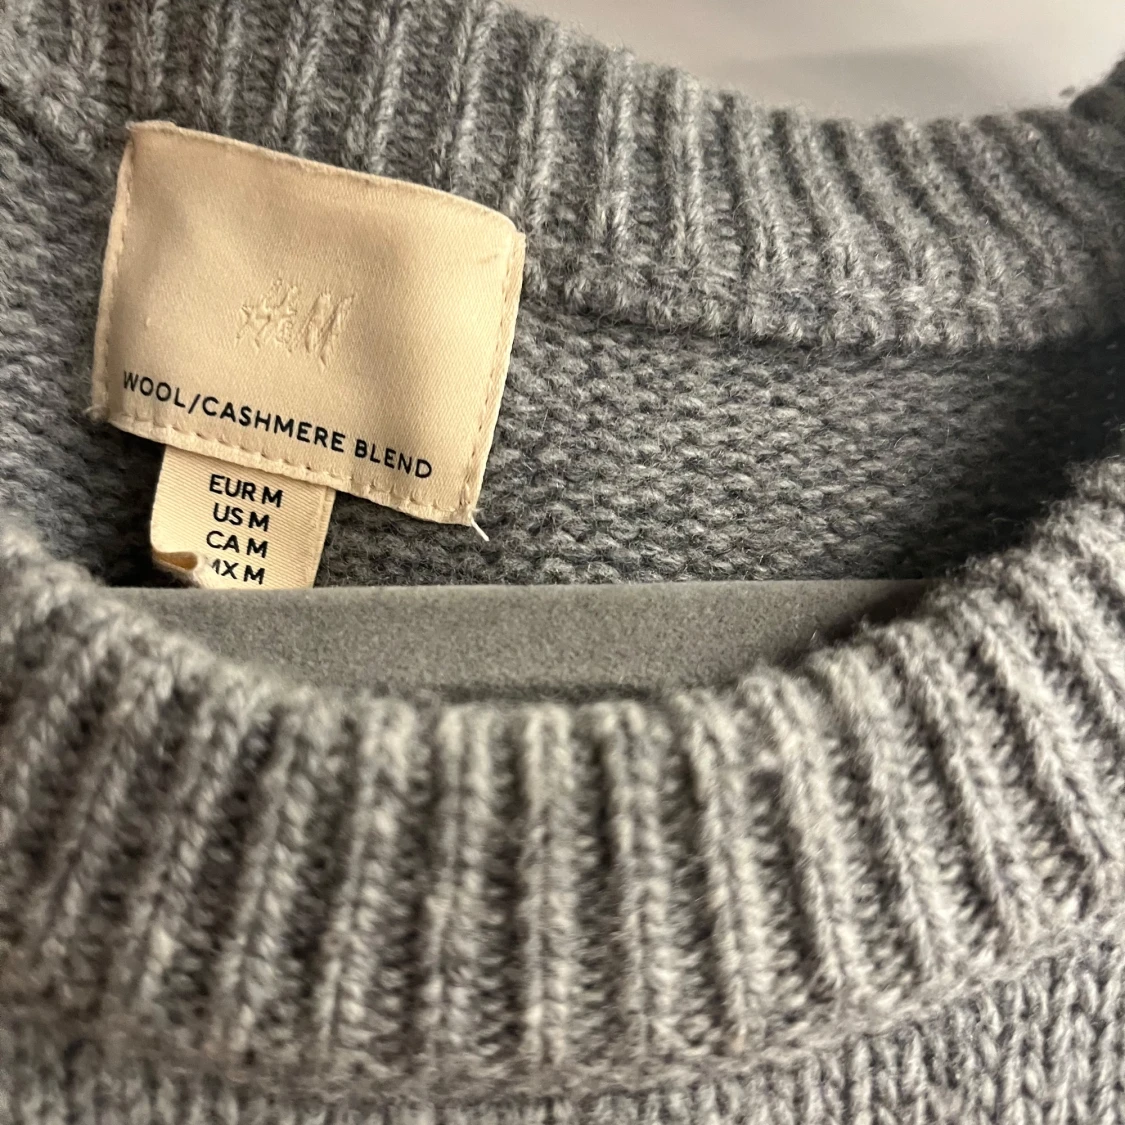 H&M
WOOL/CASHMERE BLEND
EUR M
US M
CA M
MX M